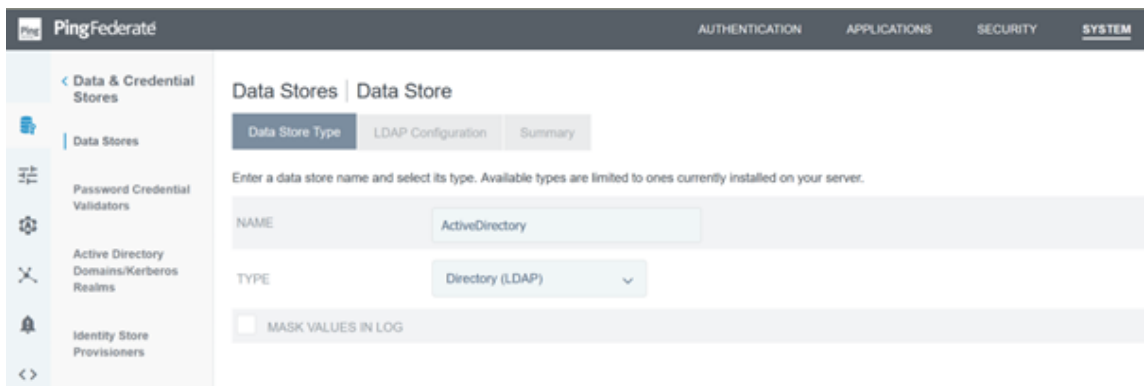 Ping PingFederate AUTHENTICATION APPLICATIONS SECURITY SYSTEM
< Data & Credential
Stores
Data Stores
Password Credential
Validators
Active Directory
Domains/Kerberos
Realms
Identity Store
Provisioners
Data Stores | Data Store
Data Store Type LDAP Configuration Summary
Enter a data store name and select its type. Available types are limited to ones currently installed on your server.
NAME ActiveDirectory
TYPE Directory (LDAP)
MASK VALUES IN LOG